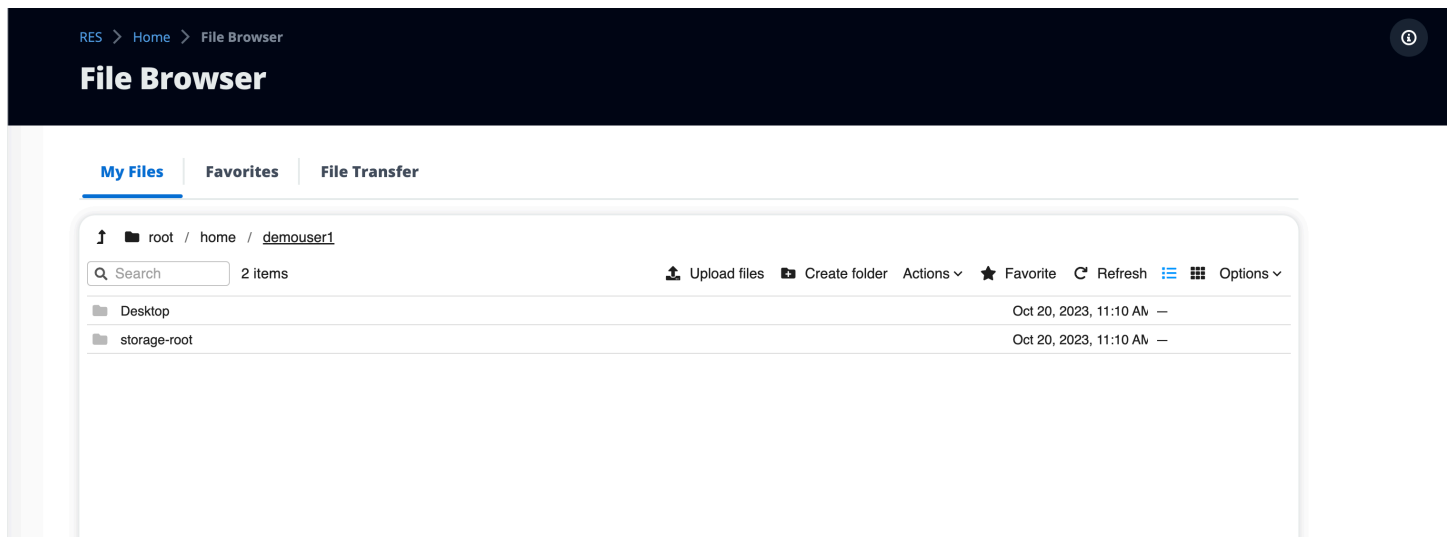 RES > Home > File Browser
File Browser
My Files Favorites File Transfer
root / home / demouser1
Search 2 items Upload files Create folder Actions Favorite Refresh Options
Desktop Oct 20, 2023, 11:10 AM —
storage-root Oct 20, 2023, 11:10 AM —